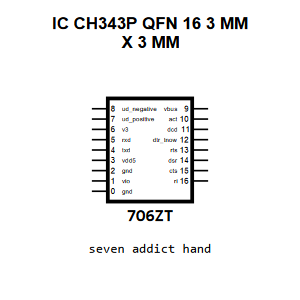 IC CH343P QFN 16 3 MM
X 3 MM
8 ud_negative vbus 9
7 ud_positive act 10
6 v3 dcd 11
5 rxd dtr_tnow 12
4 txd rts 13
3 vdd5 dsr 14
2 gnd cts 15
1 vio ri 16
0 gnd
706ZT
seven addict hand